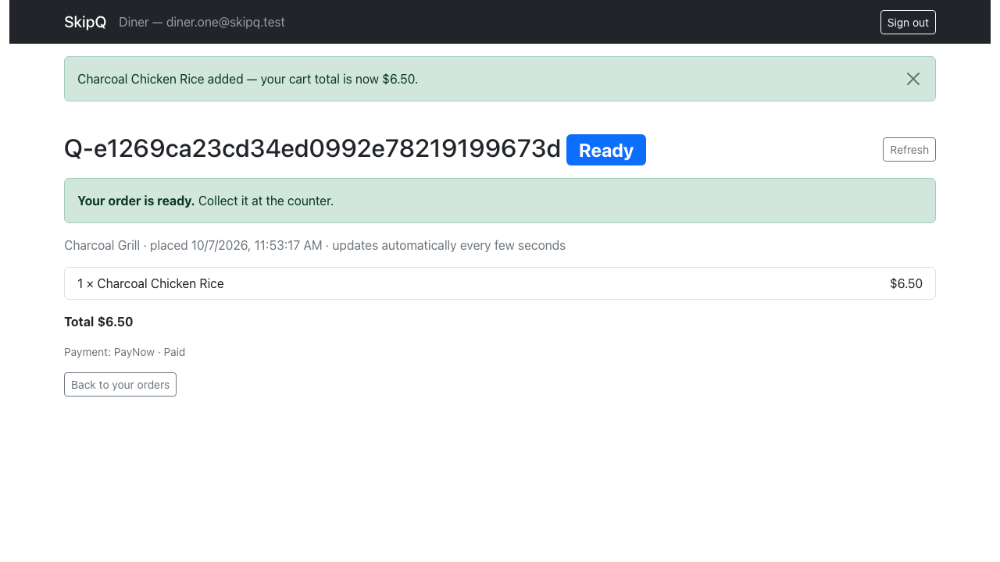 SkipQ Diner — diner.one@skipq.test Sign out
Charcoal Chicken Rice added — your cart total is now $6.50.
Q-e1269ca23cd34ed0992e78219199673d Ready Refresh
Your order is ready. Collect it at the counter.
Charcoal Grill · placed 10/7/2026, 11:53:17 AM · updates automatically every few seconds
1 × Charcoal Chicken Rice $6.50
Total $6.50
Payment: PayNow · Paid
Back to your orders